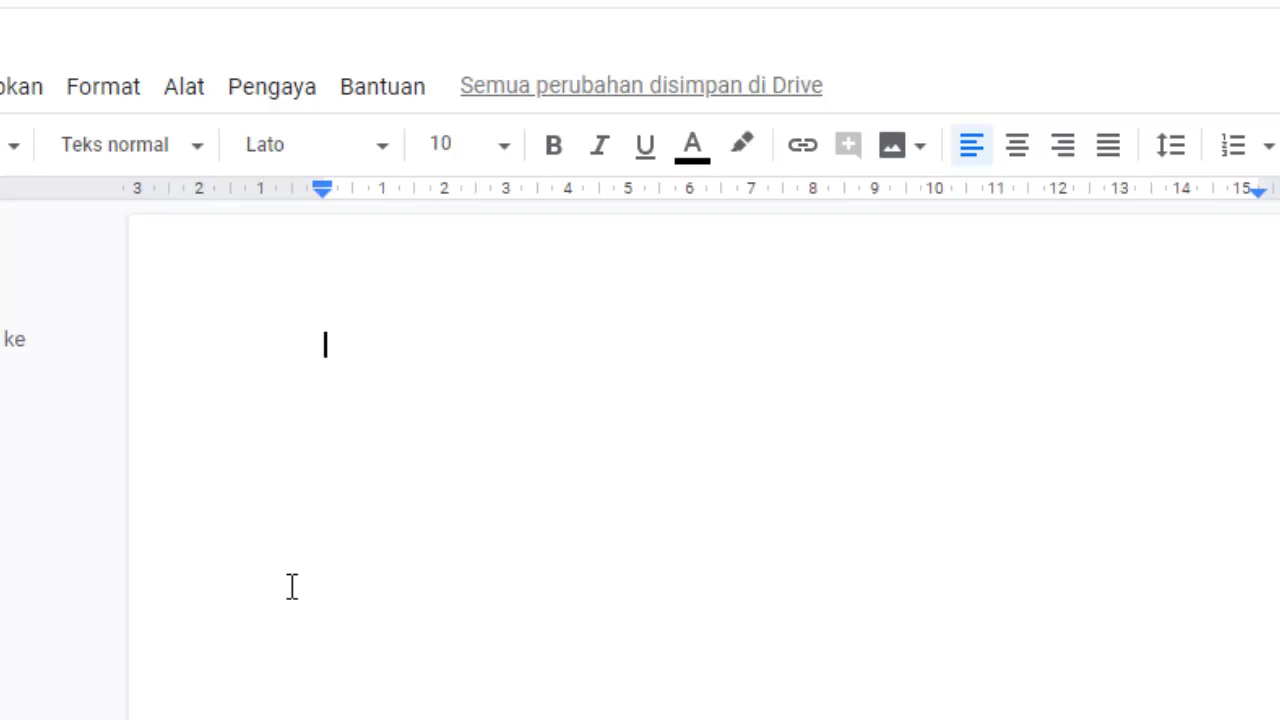 Format Alat Pengaya Bantuan Semua perubahan disimpan di Drive
Teks normal Lato 10 B I U A
3 2 1 1 2 3 4 5 6 7 8 9 10 11 12 13 14 15
ke